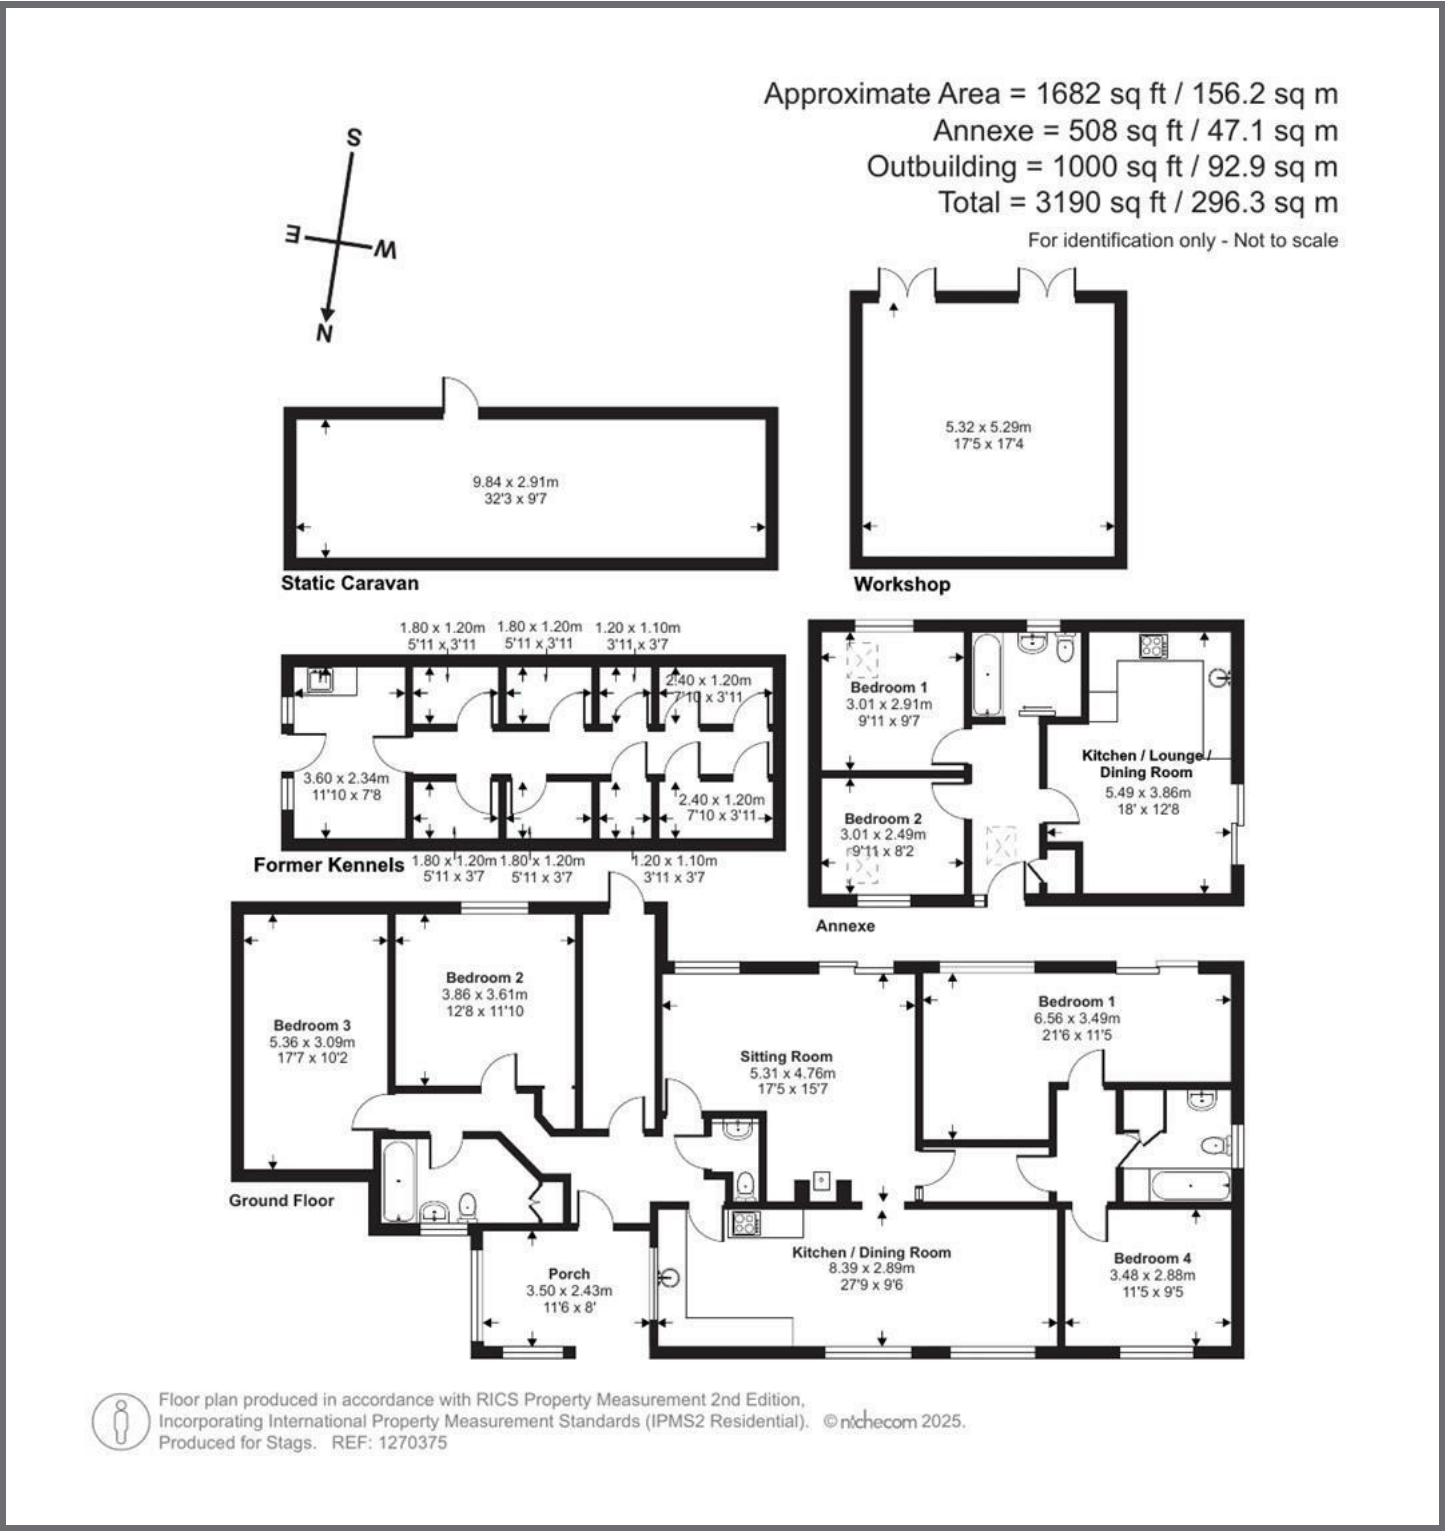 Approximate Area = 1682 sq ft / 156.2 sq m
Annexe = 508 sq ft / 47.1 sq m
Outbuilding = 1000 sq ft / 92.9 sq m
Total = 3190 sq ft / 296.3 sq m
For identification only - Not to scale
S
E
W
N
5.32 x 5.29m
17'5 x 17'4
Workshop
9.84 x 2.91m
32'3 x 9'7
Static Caravan
1.80 x 1.20m
5'11 x 3'11
1.80 x 1.20m
5'11 x 3'11
1.20 x 1.10m
3'11 x 3'7
2.40 x 1.20m
7'10 x 3'11
3.60 x 2.34m
11'10 x 7'8
2.40 x 1.20m
7'10 x 3'11
Former Kennels
1.80 x 1.20m
5'11 x 3'7
1.80 x 1.20m
5'11 x 3'7
1.20 x 1.10m
3'11 x 3'7
Bedroom 1
3.01 x 2.91m
9'11 x 9'7
Kitchen / Lounge /
Dining Room
5.49 x 3.86m
18' x 12'8
Bedroom 2
3.01 x 2.49m
9'11 x 8'2
Annexe
Bedroom 2
3.86 x 3.61m
12'8 x 11'10
Bedroom 3
5.36 x 3.09m
17'7 x 10'2
Sitting Room
5.31 x 4.76m
17'5 x 15'7
Bedroom 1
6.56 x 3.49m
21'6 x 11'5
Ground Floor
Porch
3.50 x 2.43m
11'6 x 8'
Kitchen / Dining Room
8.39 x 2.89m
27'9 x 9'6
Bedroom 4
3.48 x 2.88m
11'5 x 9'5
Floor plan produced in accordance with RICS Property Measurement 2nd Edition,
Incorporating International Property Measurement Standards (IPMS2 Residential). © nichecom 2025.
Produced for Stags. REF: 1270375